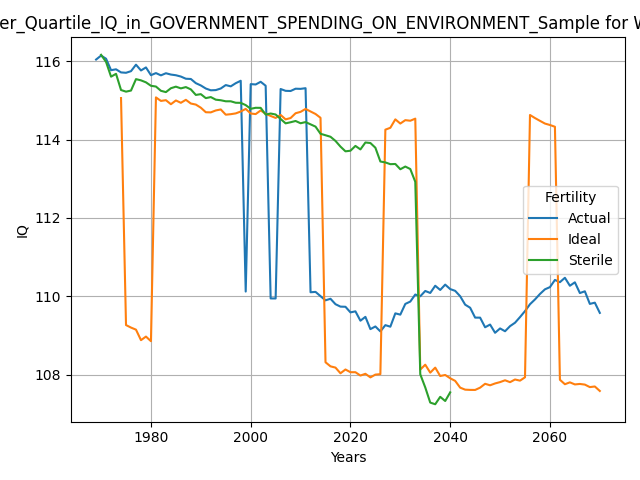 er_Quartile_IQ_in_GOVERNMENT_SPENDING_ON_ENVIRONMENT_Sample for
116
114
112
110
108
IQ
Fertility
Actual
Ideal
Sterile
1980
2000
2020
2040
2060
Years